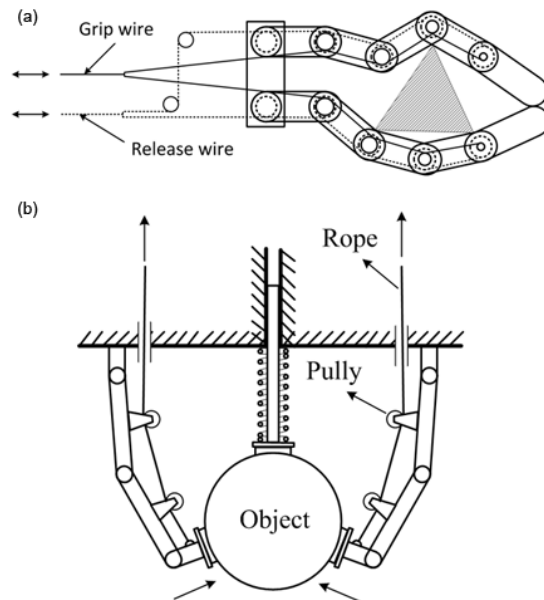 (a)
Grip wire
Release wire
(b)
Rope
Pully
Object